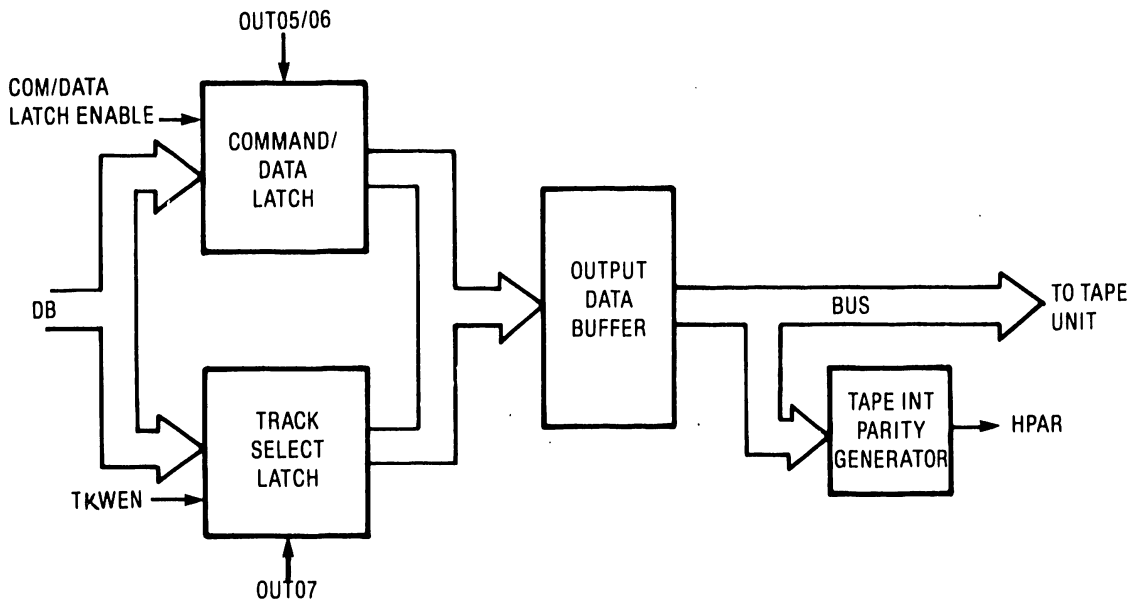 OUT05/06
COM/DATA
LATCH ENABLE
COMMAND/
DATA
LATCH
DB
OUTPUT
DATA
BUFFER
BUS
TO TAPE
UNIT
TRACK
SELECT
LATCH
TKWEN
OUT07
TAPE INT
PARITY
GENERATOR
HPAR